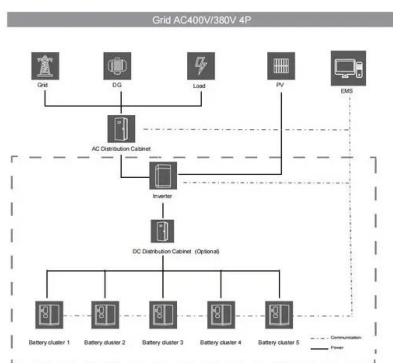 Grid AC400V/380V 4P
Grid
DG
Load
PV
EMS
AC Distribution Cabinet
Inverter
DC Distribution Cabinet (Optional)
Battery cluster 1
Battery cluster 2
Battery cluster 3
Battery cluster 4
Battery cluster 5
Communication
Power